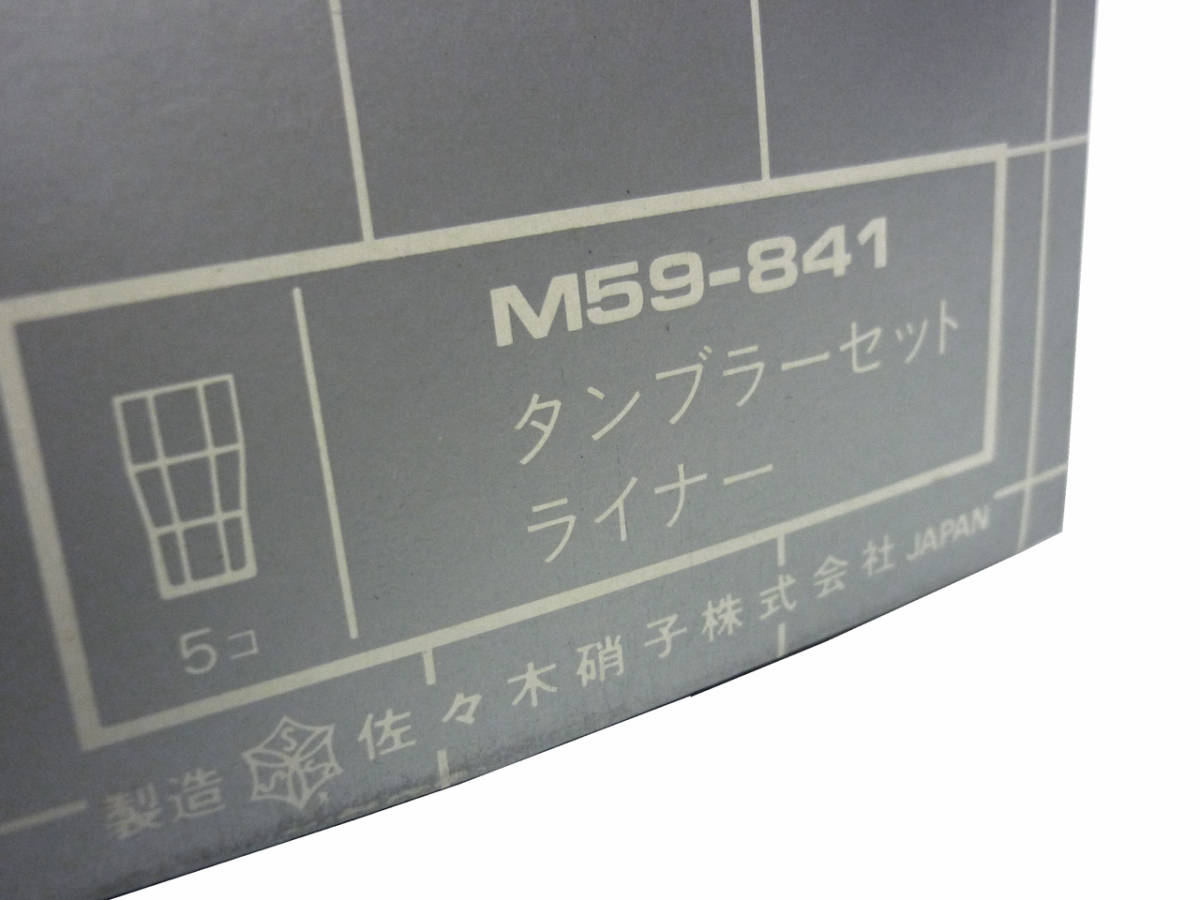 M59-841
タンブラーセット
ライナー
5コ
製造 佐々木硝子株式会社 JAPAN